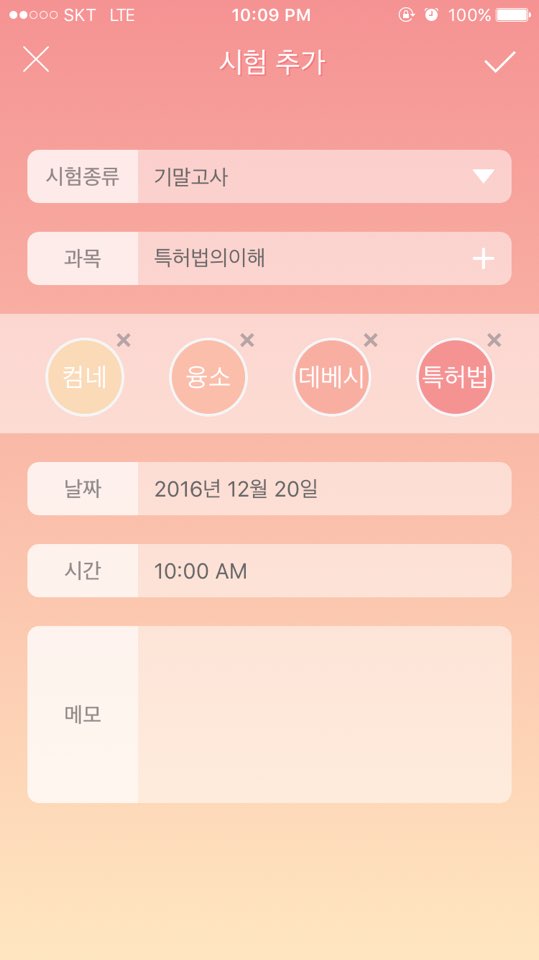 SKT LTE 10:09 PM 100%
시험 추가
시험종류 기말고사
과목 특허법의이해
컴네 융소 데베시 특허법
날짜 2016년 12월 20일
시간 10:00 AM
메모